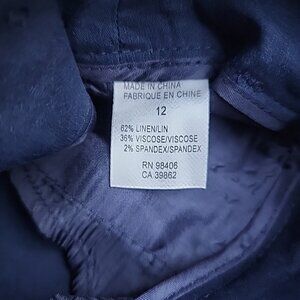 MADE IN CHINA
FABRIQUE EN CHINE
12
62% LINEN/LIN
36% VISCOSE/VISCOSE
2% SPANDEX/SPANDEX
RN 98406
CA 39862